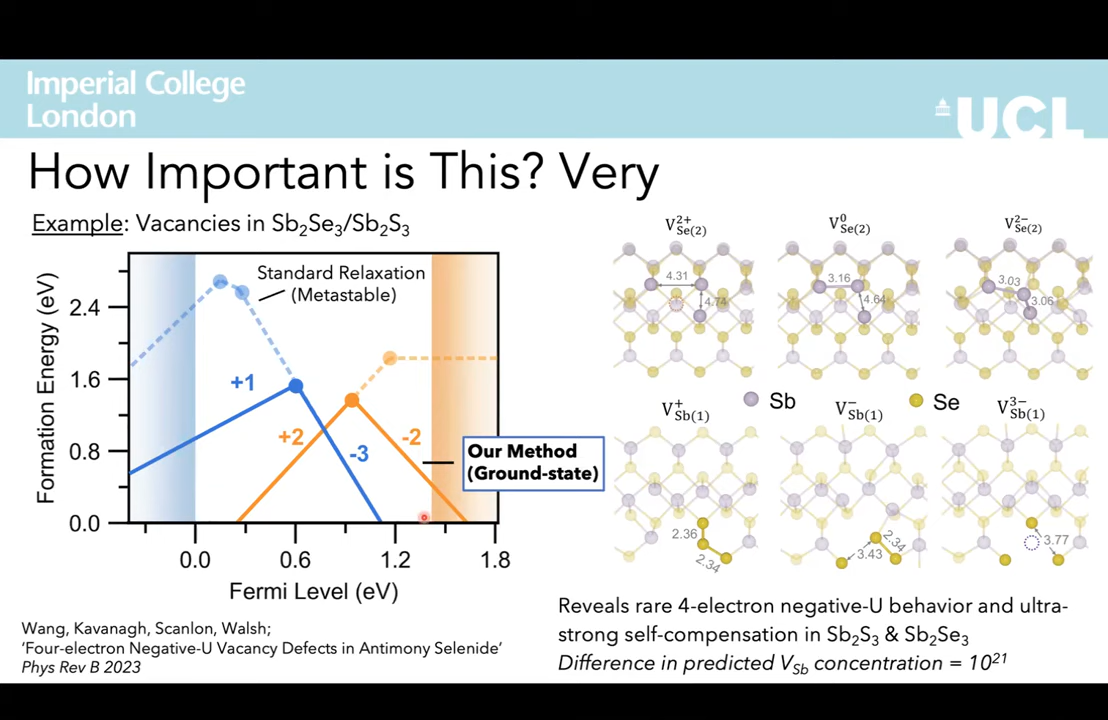 Imperial College
London
UCL
How Important is This? Very
Example: Vacancies in Sb₂Se₃/Sb₂S₃
Formation Energy (eV)
2.4
1.6
0.8
0.0
0.0
0.6
1.2
1.8
Fermi Level (eV)
Standard Relaxation
(Metastable)
+1
+2
-3
-2
Our Method
(Ground-state)
V²⁺Se(2)
V⁰Se(2)
V²⁻Se(2)
4.31
4.74
3.16
4.64
3.03
3.06
Sb
Se
V⁺Sb(1)
V⁻Sb(1)
V³⁻Sb(1)
2.36
2.34
3.43
2.34
3.77
Wang, Kavanagh, Scanlon, Walsh;
‘Four-electron Negative-U Vacancy Defects in Antimony Selenide’
Phys Rev B 2023
Reveals rare 4-electron negative-U behavior and ultra-
strong self-compensation in Sb₂S₃ & Sb₂Se₃
Difference in predicted VSb concentration = 10²¹